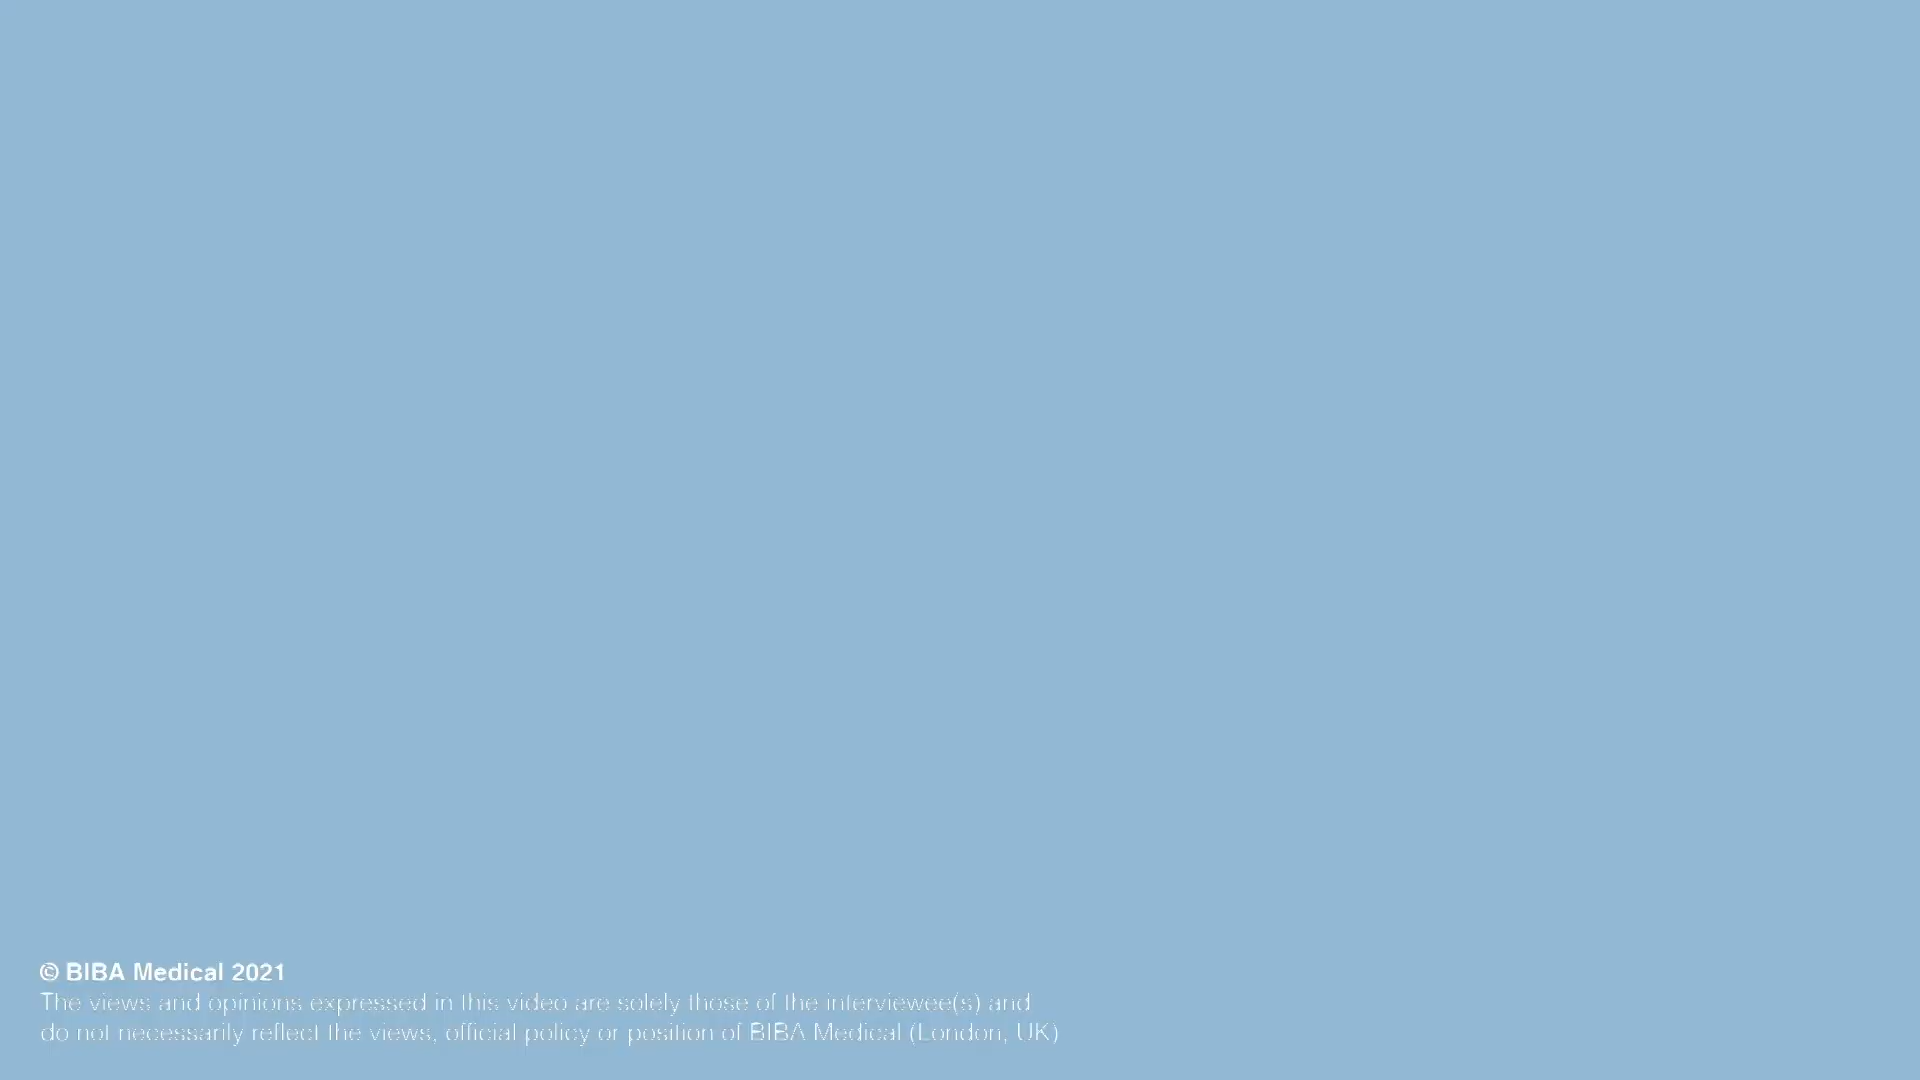 © BIBA Medical 2021
The views and opinions expressed in this video are solely those of the interviewee(s) and
do not necessarily reflect the views, official policy or position of BIBA Medical (London, UK)